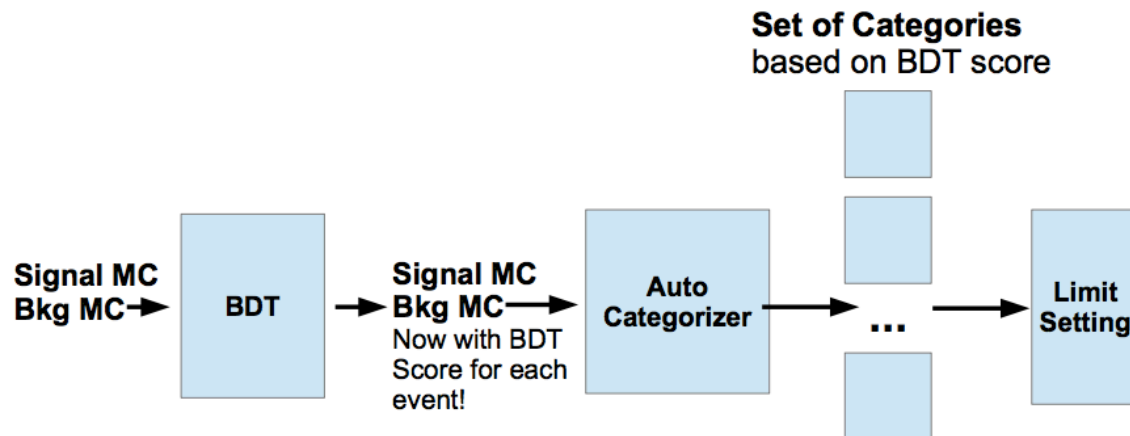 Set of Categories
based on BDT score
Signal MC
Bkg MC
BDT
Signal MC
Bkg MC
Now with BDT
Score for each
event!
Auto
Categorizer
...
Limit
Setting